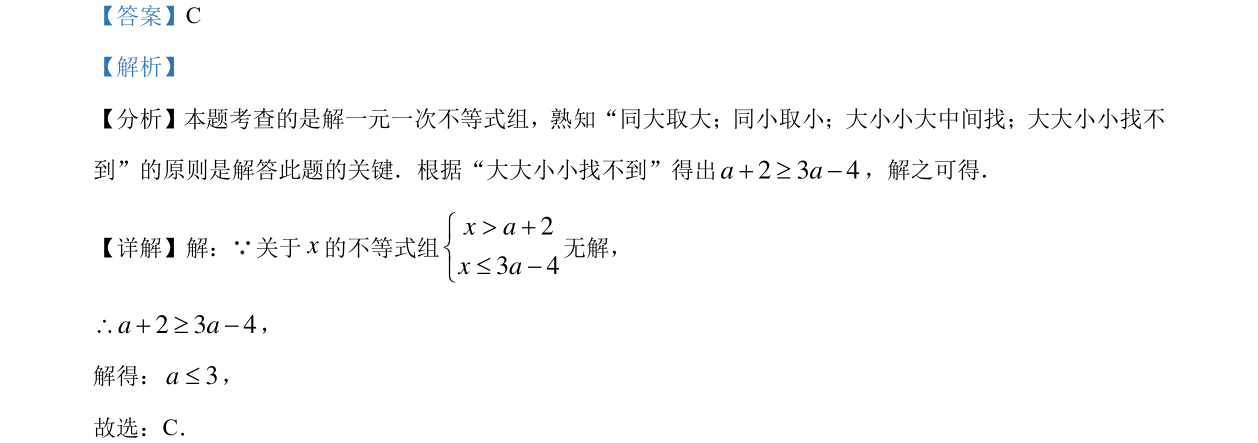 【答案】C
【解析】
【分析】本题考查的是解一元一次不等式组，熟知“同大取大；同小取小；大小小大中间找；大大小小找不
到”的原则是解答此题的关键．根据“大大小小找不到”得出 a+2≥3a−4，解之可得．
【详解】解：∵关于 x 的不等式组{x>a+2
x≤3a−4 无解，
∴a+2≥3a−4，
解得：a≤3，
故选：C．